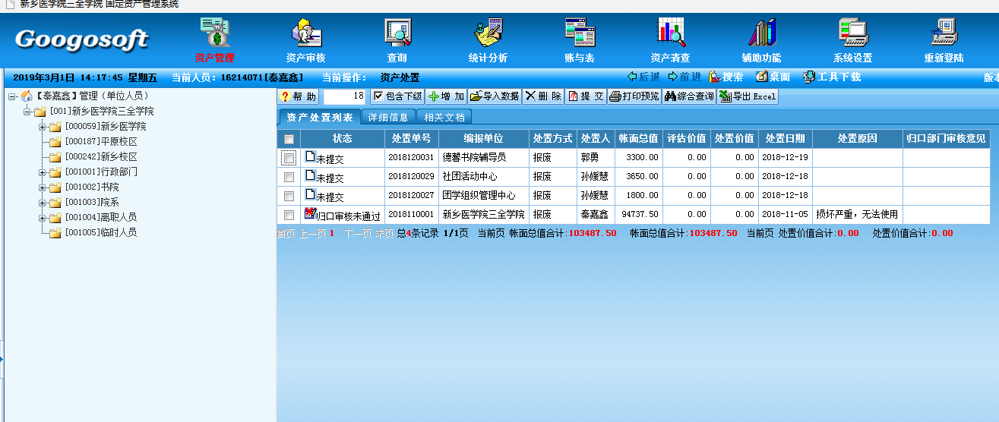 新乡医学院三全学院 固定资产管理系统
Googosoft
资产管理 资产审核 查询 统计分析 账与表 资产清查 辅助功能 系统设置 重新登陆
2019年3月1日 14:17:45 星期五 当前人员：16214071[秦嘉鑫] 当前操作： 资产处置 后退 前进 搜索 桌面 工具下载 版本
【秦嘉鑫】管理（单位人员）
[001]新乡医学院三全学院
[000059]新乡医学院
[000187]平原校区
[000242]新乡校区
[001001]行政部门
[001002]书院
[001003]院系
[001004]离职人员
[001005]临时人员
帮 助 18 包含下级 增 加 导入数据 删 除 提 交 打印预览 综合查询 导出Excel
资产处置列表 详细信息 相关文档
状态 处置单号 编报单位 处置方式 处置人 帐面总值 评估价值 处置价值 处置日期 处置原因 归口部门审核意见
未提交 2018120031 德馨书院辅导员 报废 郭勇 3300.00 0.00 0.00 2018-12-19
未提交 2018120029 社团活动中心 报废 孙媛慧 3650.00 0.00 0.00 2018-12-18
未提交 2018120027 团学组织管理中心 报废 孙媛慧 1800.00 0.00 0.00 2018-12-18
归口审核未通过 2018110001 新乡医学院三全学院 报废 秦嘉鑫 94737.50 0.00 0.00 2018-11-05 损坏严重，无法使用
首页 上一页 1 下一页 末页 总4条记录 1/1页 当前页 帐面总值合计:103487.50 帐面总值合计:103487.50 当前页 处置价值合计:0.00 处置价值合计:0.00